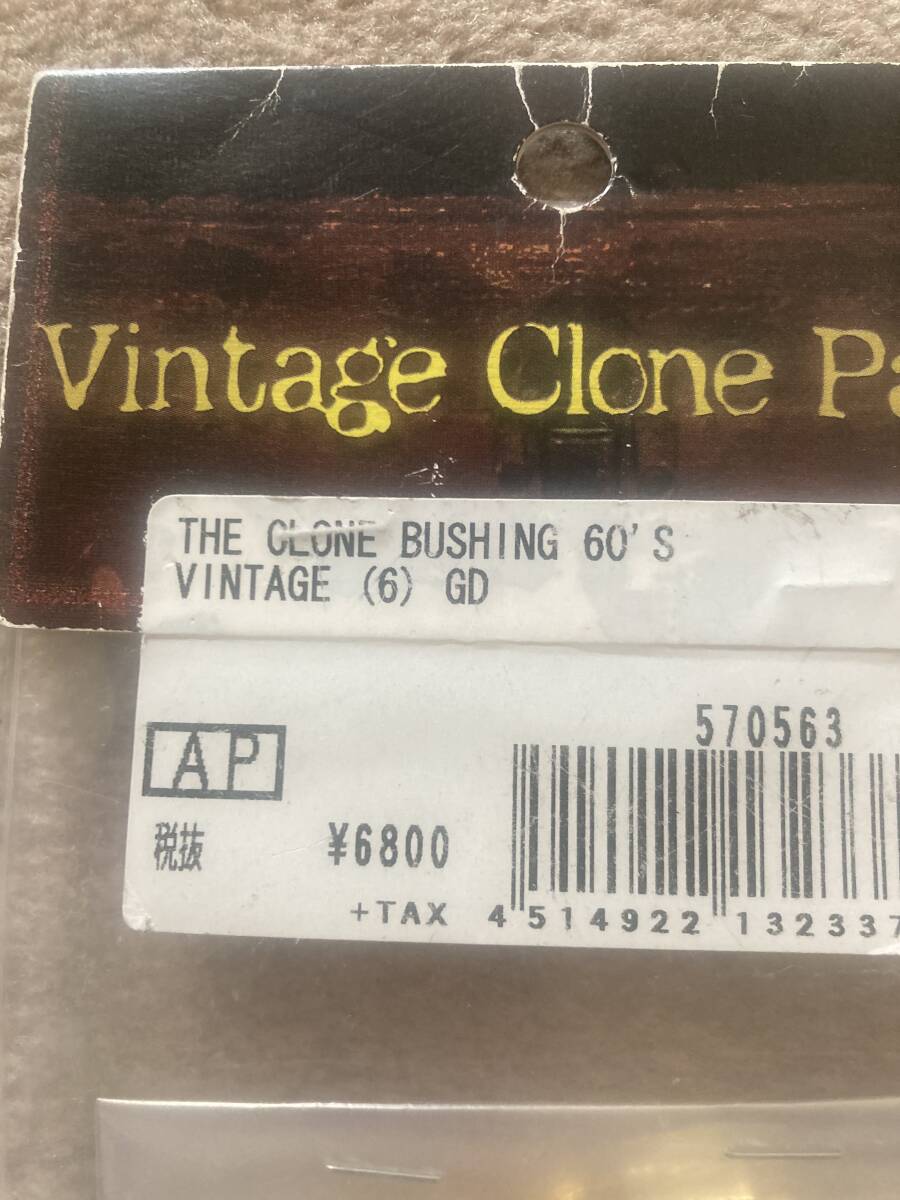 Vintage Clone Pa
THE CLONE BUSHING 60'S
VINTAGE (6) GD
570563
AP
税抜 ¥6800
+TAX
4 514922 132337